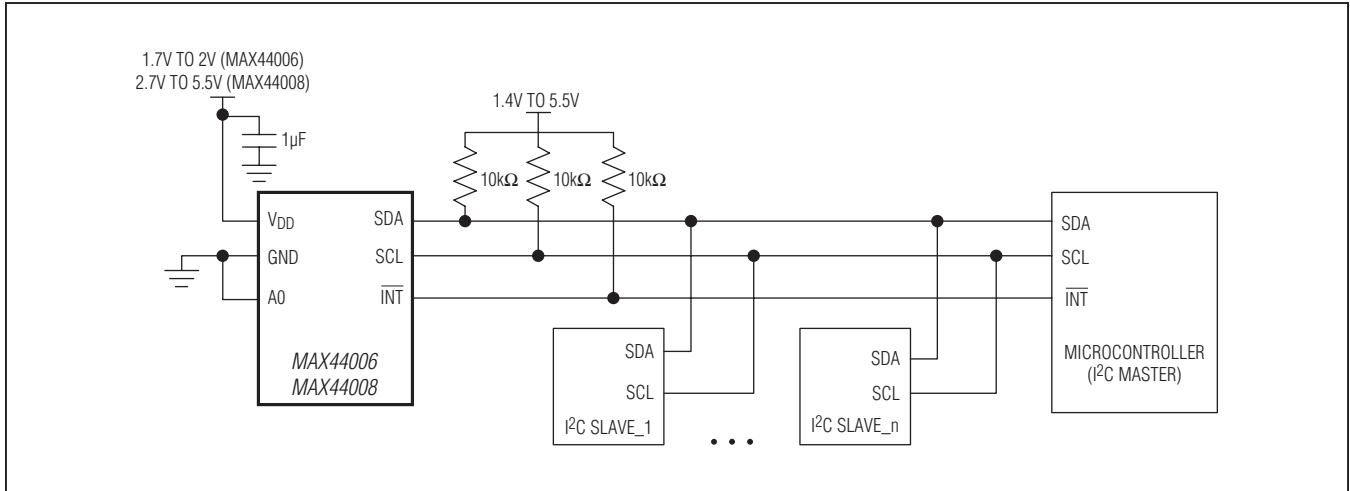 1.7V TO 2V (MAX44006)
2.7V TO 5.5V (MAX44008)
1µF
1.4V TO 5.5V
10kΩ
10kΩ
10kΩ
VDD
GND
A0
SDA
SCL
INT
MAX44006
MAX44008
SDA
SCL
I2C SLAVE_1
• • •
SDA
SCL
I2C SLAVE_n
SDA
SCL
INT
MICROCONTROLLER
(I2C MASTER)